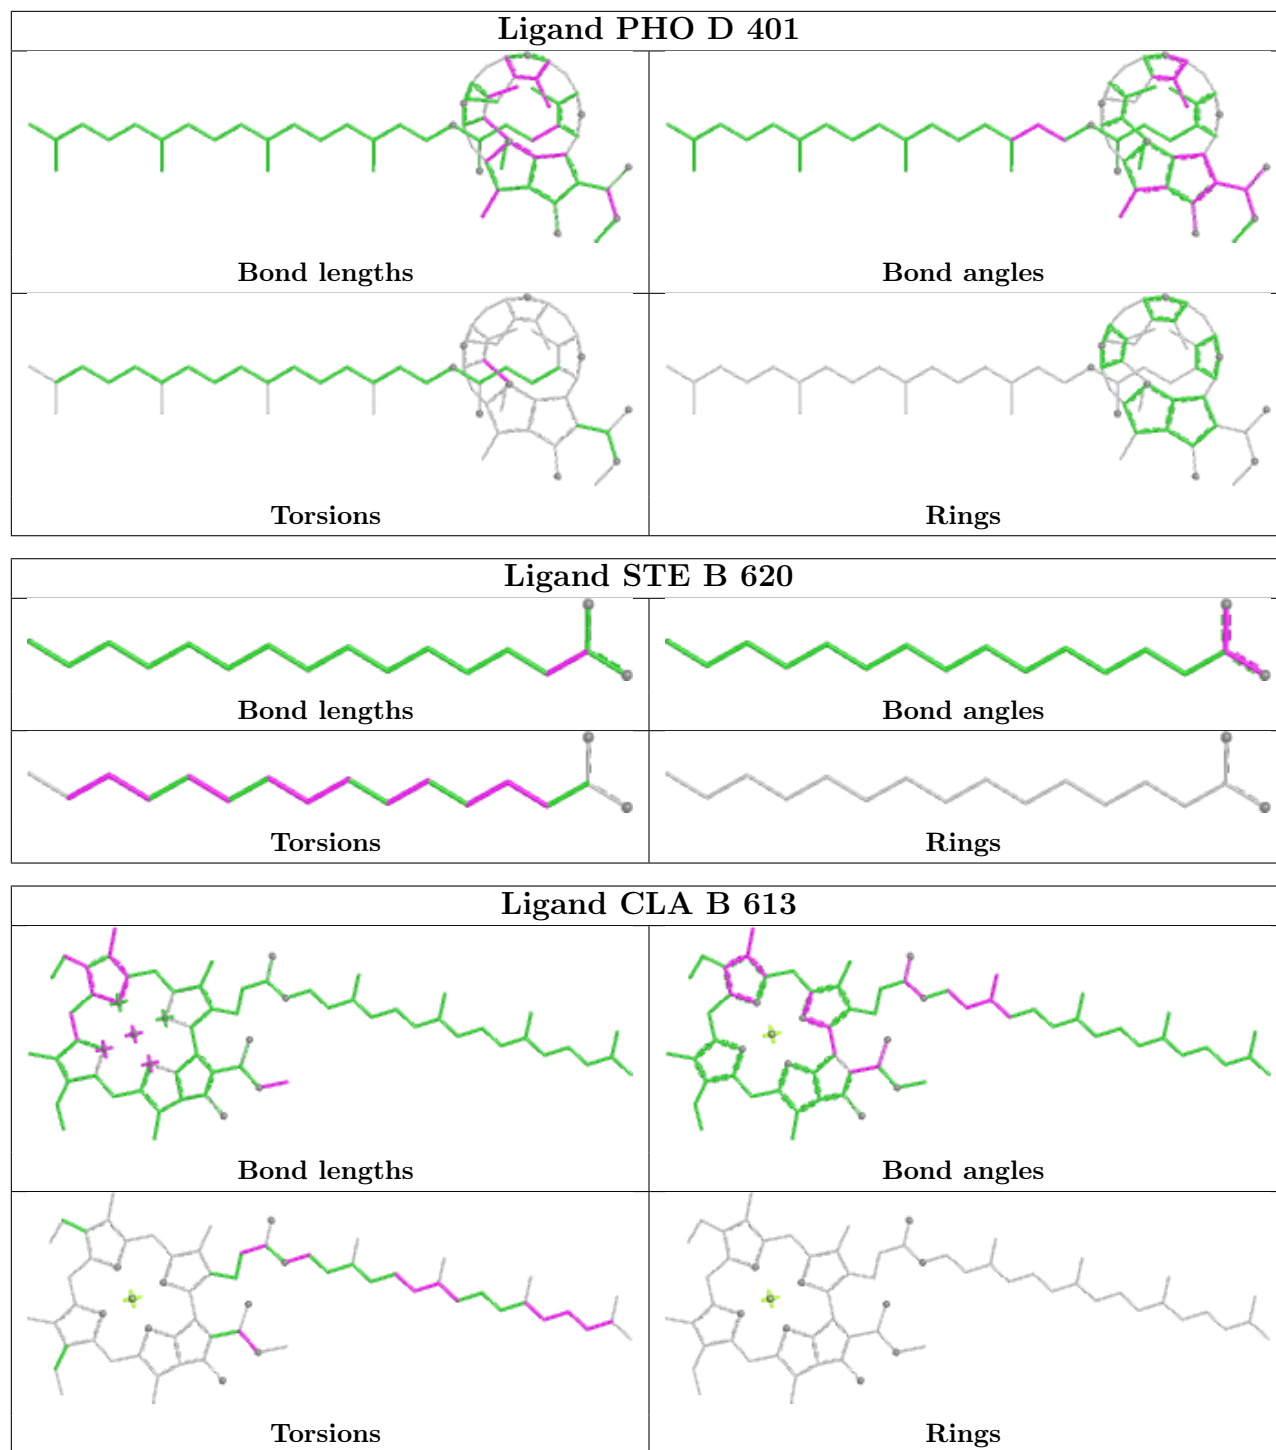 Ligand PHO D 401
Bond lengths
Bond angles
Torsions
Rings
Ligand STE B 620
Bond lengths
Bond angles
Torsions
Rings
Ligand CLA B 613
Bond lengths
Bond angles
Torsions
Rings